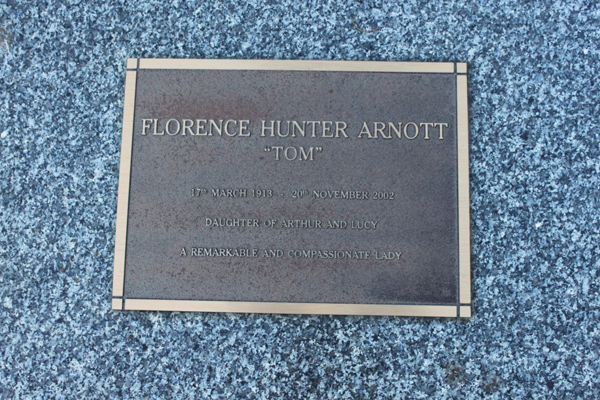 FLORENCE HUNTER ARNOTT
"TOM"
17TH MARCH 1913 - 20TH NOVEMBER 2002
DAUGHTER OF ARTHUR AND LUCY
A REMARKABLE AND COMPASSIONATE LADY